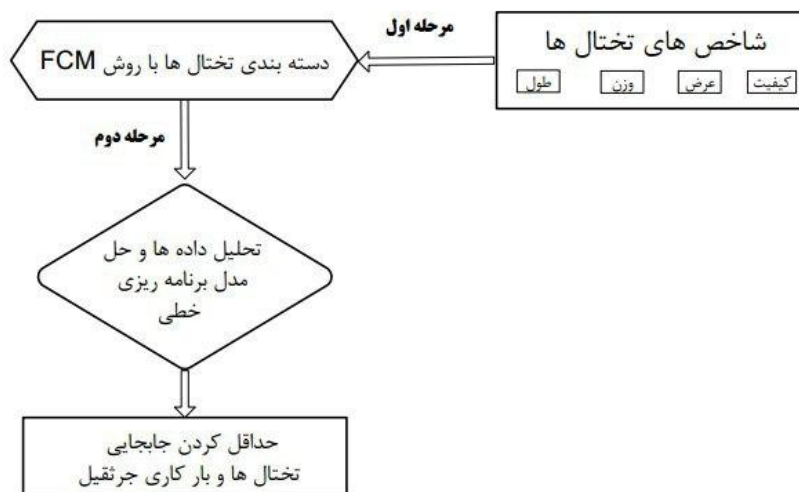 شاخص های تختال ها
کیفیت عرض وزن طول
مرحله اول
دسته بندی تختال ها با روش FCM
مرحله دوم
تحلیل داده ها و حل
مدل برنامه ریزی
خطی
حداقل کردن جابجایی
تختال ها و بار کاری جرثقیل